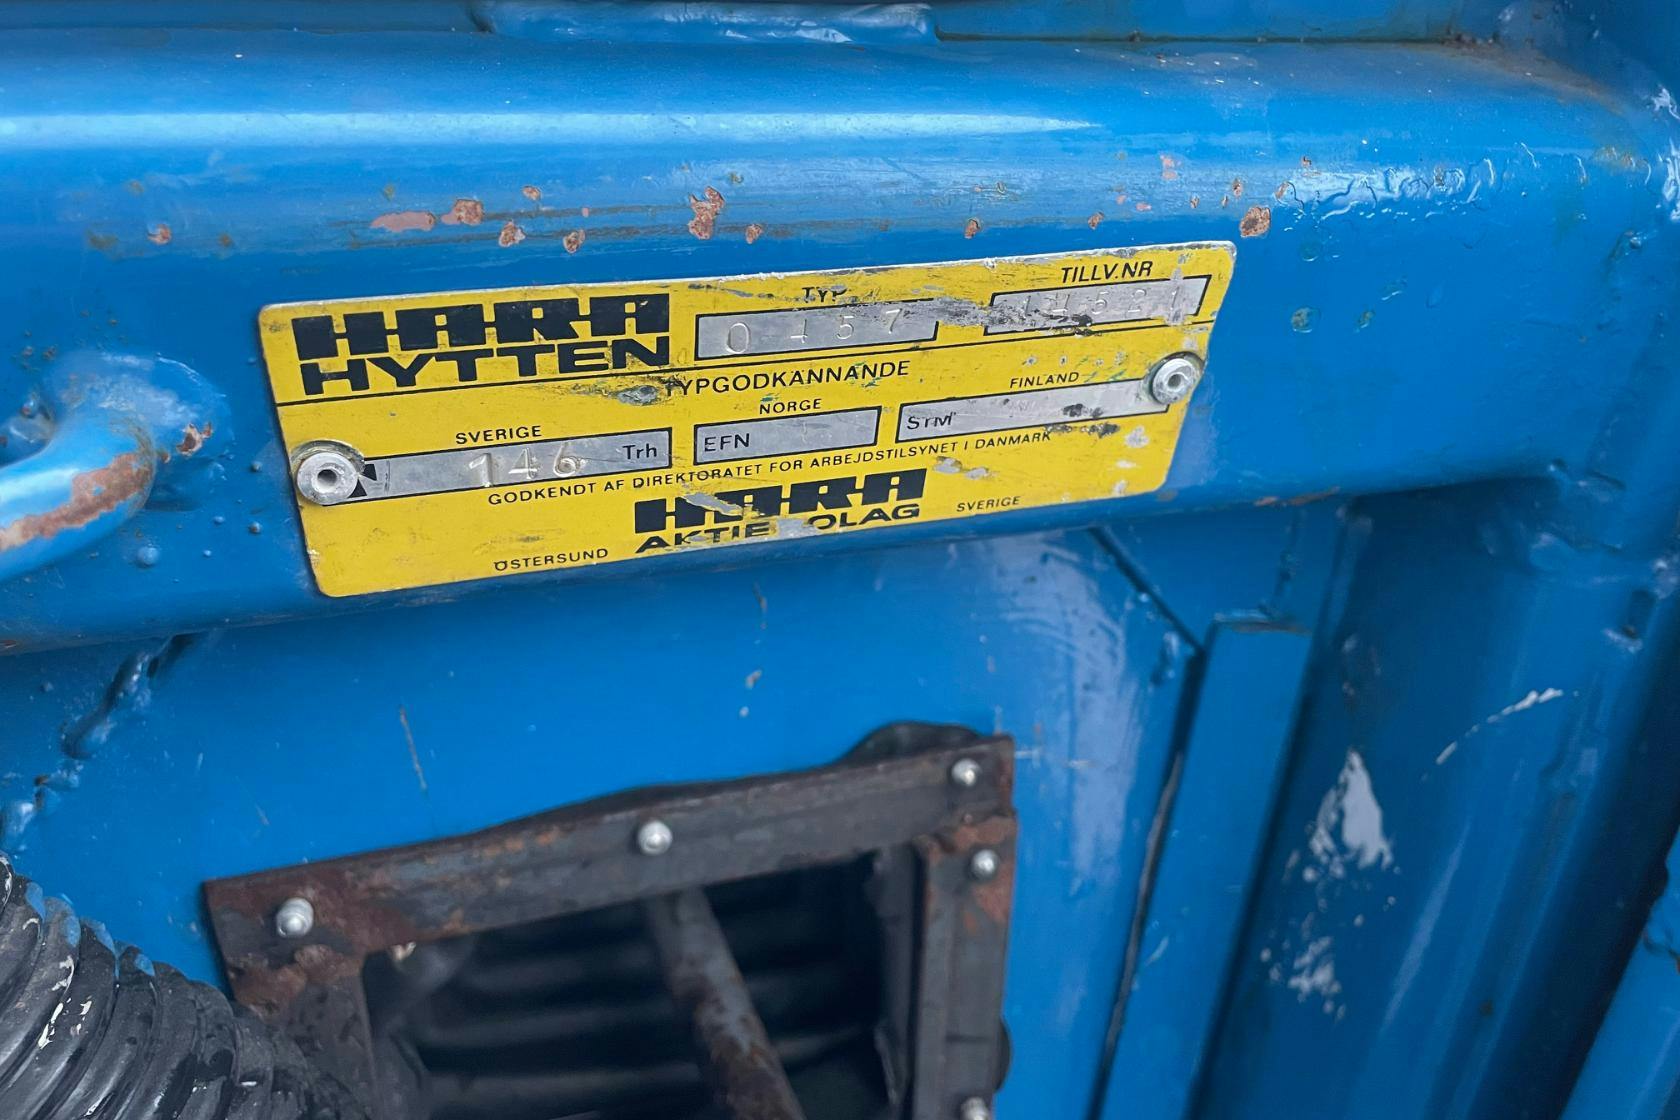 HARA
HYTTEN
TYP
0457
TILLV.NR
TYPGODKÄNNANDE
SVERIGE
146 Trh
NORGE
EFN
FINLAND
STM
GODKENDT AF DIREKTORATET FOR ARBEJDSTILSYNET I DANMARK
HARA
ÖSTERSUND
SVERIGE